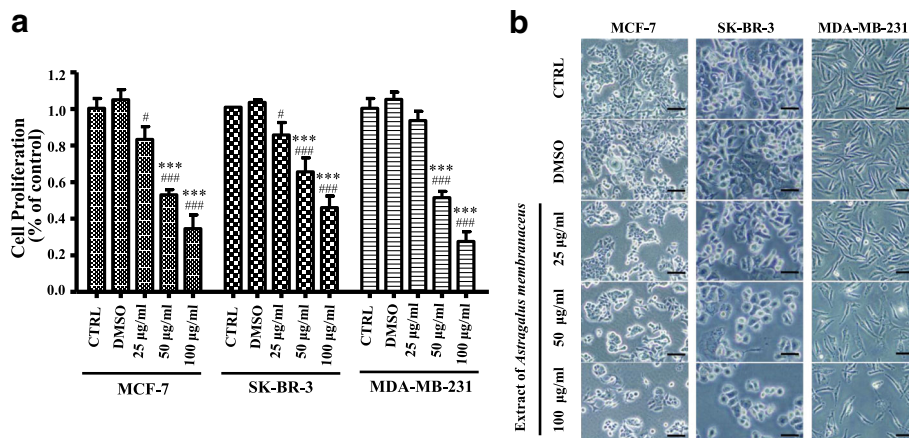 a
Cell Proliferation
(% of control)
1.2
1.0
0.8
0.6
0.4
0.2
0.0
#
***
###
***
###
#
***
###
***
###
***
###
***
###
CTRL
DMSO
25 μg/ml
50 μg/ml
100 μg/ml
CTRL
DMSO
25 μg/ml
50 μg/ml
100 μg/ml
CTRL
DMSO
25 μg/ml
50 μg/ml
100 μg/ml
MCF-7
SK-BR-3
MDA-MB-231
b
MCF-7
SK-BR-3
MDA-MB-231
CTRL
DMSO
Extract of Astragalus membranaceus
25 μg/ml
50 μg/ml
100 μg/ml